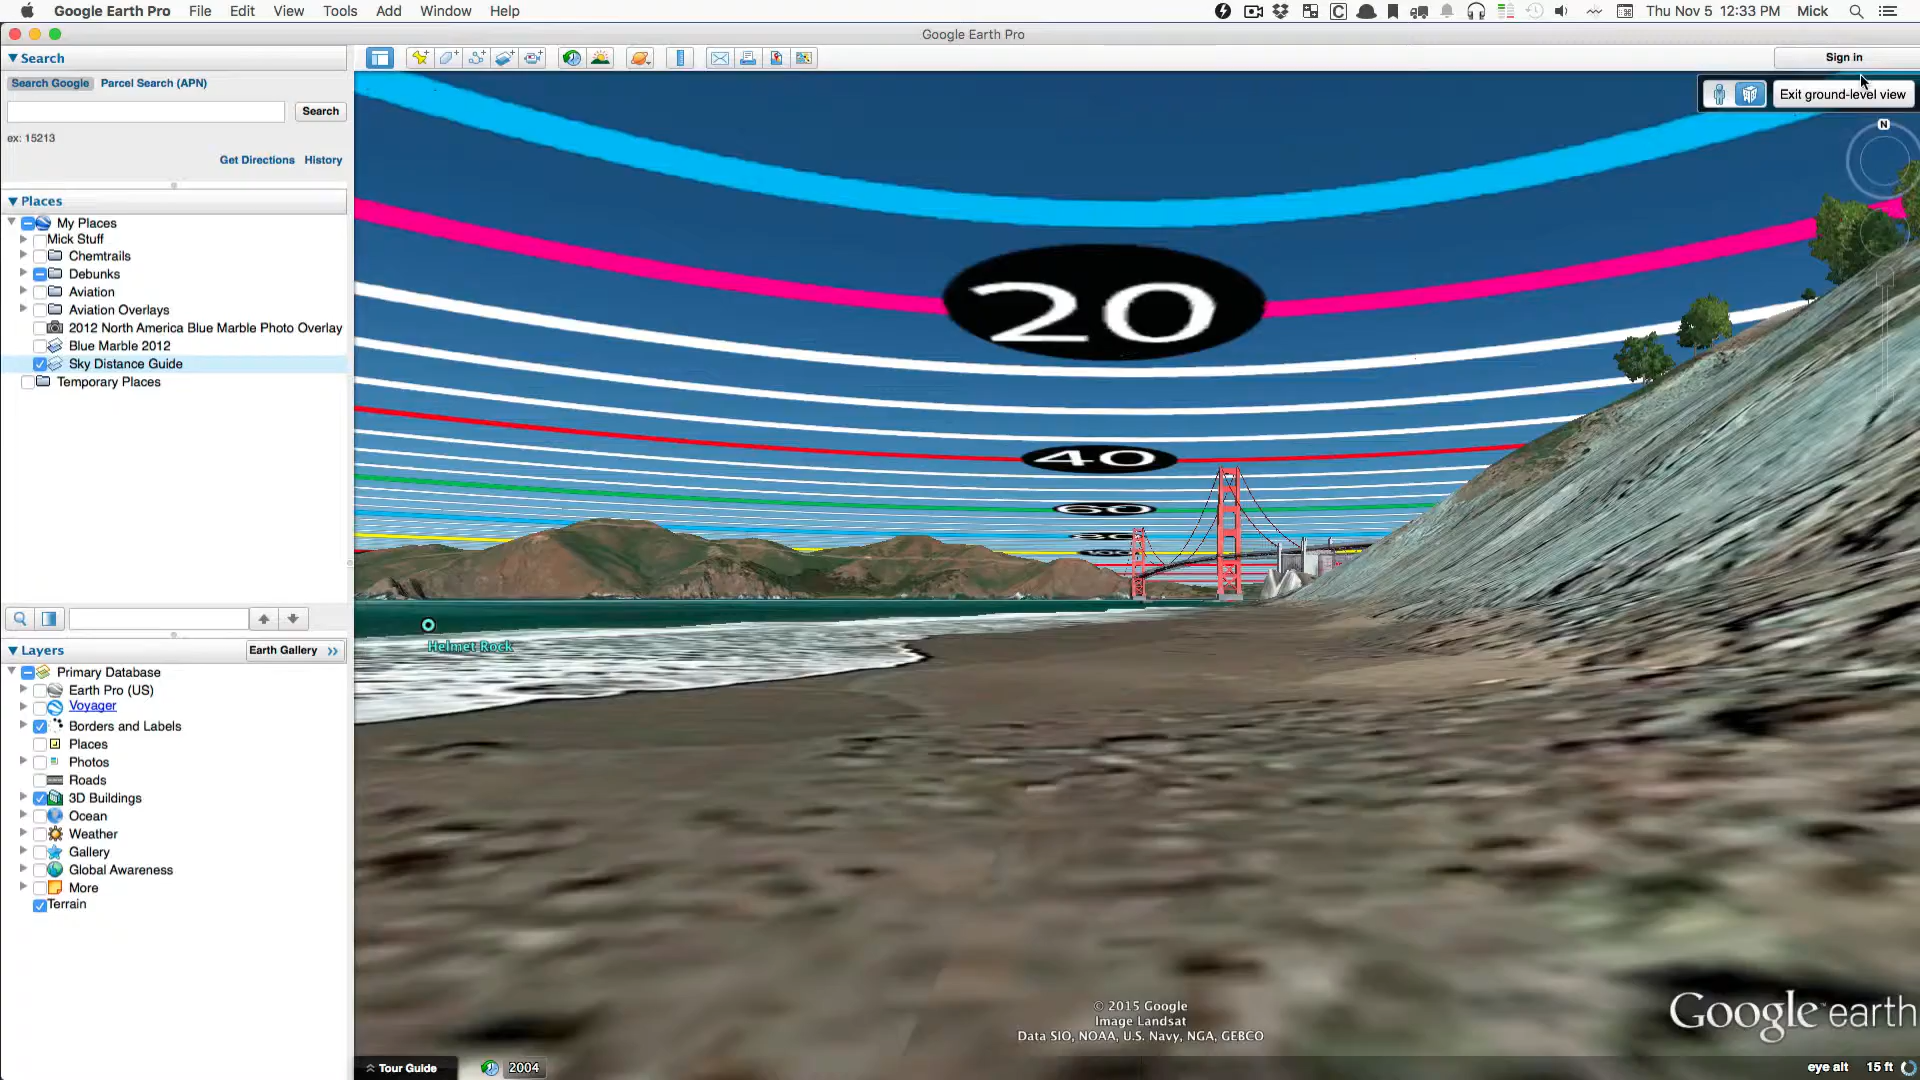 Google Earth Pro File Edit View Tools Add Window Help Thu Nov 5 12:33 PM Mick
Google Earth Pro
Search
Sign in
Search Google Parcel Search (APN)
Exit ground-level view
Search
ex: 15213
N
Get Directions History
Places
My Places
Mick Stuff
Chemtrails
Debunks
Aviation
Aviation Overlays
2012 North America Blue Marble Photo Overlay
Blue Marble 2012
Sky Distance Guide
Temporary Places
20
40
60
80
100
Helmet Rock
Layers
Earth Gallery »
Primary Database
Earth Pro (US)
Voyager
Borders and Labels
Places
Photos
Roads
3D Buildings
Ocean
Weather
Gallery
Global Awareness
More
Terrain
© 2015 Google
Image Landsat
Data SIO, NOAA, U.S. Navy, NGA, GEBCO
Google earth
Tour Guide
2004
eye alt 15 ft